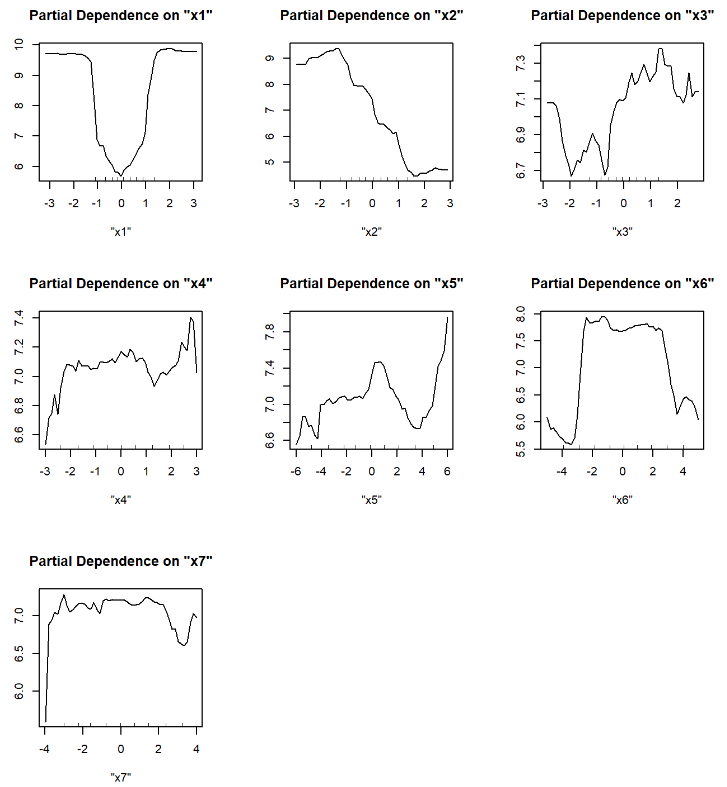 Partial Dependence on "x1"
6 7 8 9 10
-3 -2 -1 0 1 2 3
"x1"
Partial Dependence on "x2"
5 6 7 8 9
-3 -2 -1 0 1 2 3
"x2"
Partial Dependence on "x3"
6.7 6.9 7.1 7.3
-3 -2 -1 0 1 2
"x3"
Partial Dependence on "x4"
6.6 6.8 7.0 7.2 7.4
-3 -2 -1 0 1 2 3
"x4"
Partial Dependence on "x5"
6.6 7.0 7.4 7.8
-6 -4 -2 0 2 4 6
"x5"
Partial Dependence on "x6"
5.5 6.0 6.5 7.0 7.5 8.0
-4 -2 0 2 4
"x6"
Partial Dependence on "x7"
6.0 6.5 7.0
-4 -2 0 2 4
"x7"